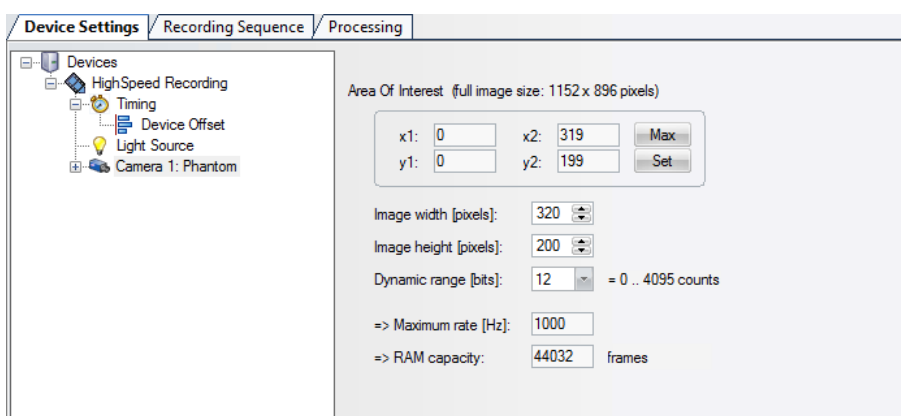 Device Settings Recording Sequence Processing
Devices
HighSpeed Recording
Timing
Device Offset
Light Source
Camera 1: Phantom
Area Of Interest (full image size: 1152 x 896 pixels)
x1: 0 x2: 319 Max
y1: 0 y2: 199 Set
Image width [pixels]: 320
Image height [pixels]: 200
Dynamic range [bits]: 12 = 0 .. 4095 counts
=> Maximum rate [Hz]: 1000
=> RAM capacity: 44032 frames